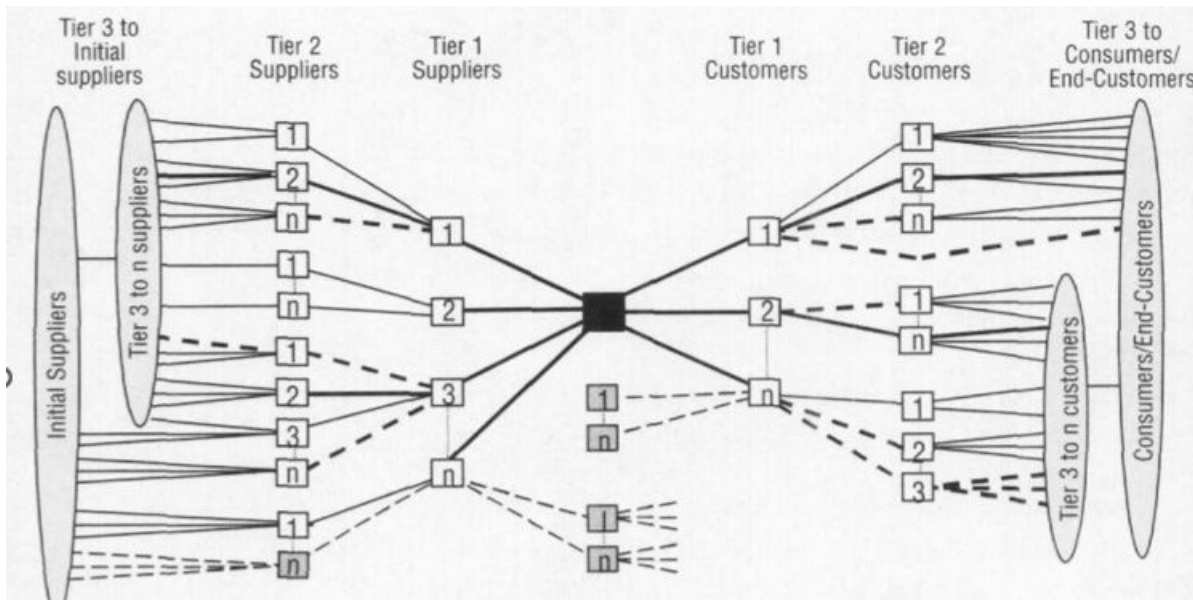 Tier 3 to
Initial
suppliers
Tier 2
Suppliers
Tier 1
Suppliers
Tier 1
Customers
Tier 2
Customers
Tier 3 to
Consumers/
End-Customers
Initial Suppliers
Tier 3 to n suppliers
1
2
n
1
n
1
2
3
n
1
n
1
2
3
n
1
n
1
n
1
2
n
1
2
n
1
n
1
2
3
Tier 3 to n customers
Consumers/End-Customers